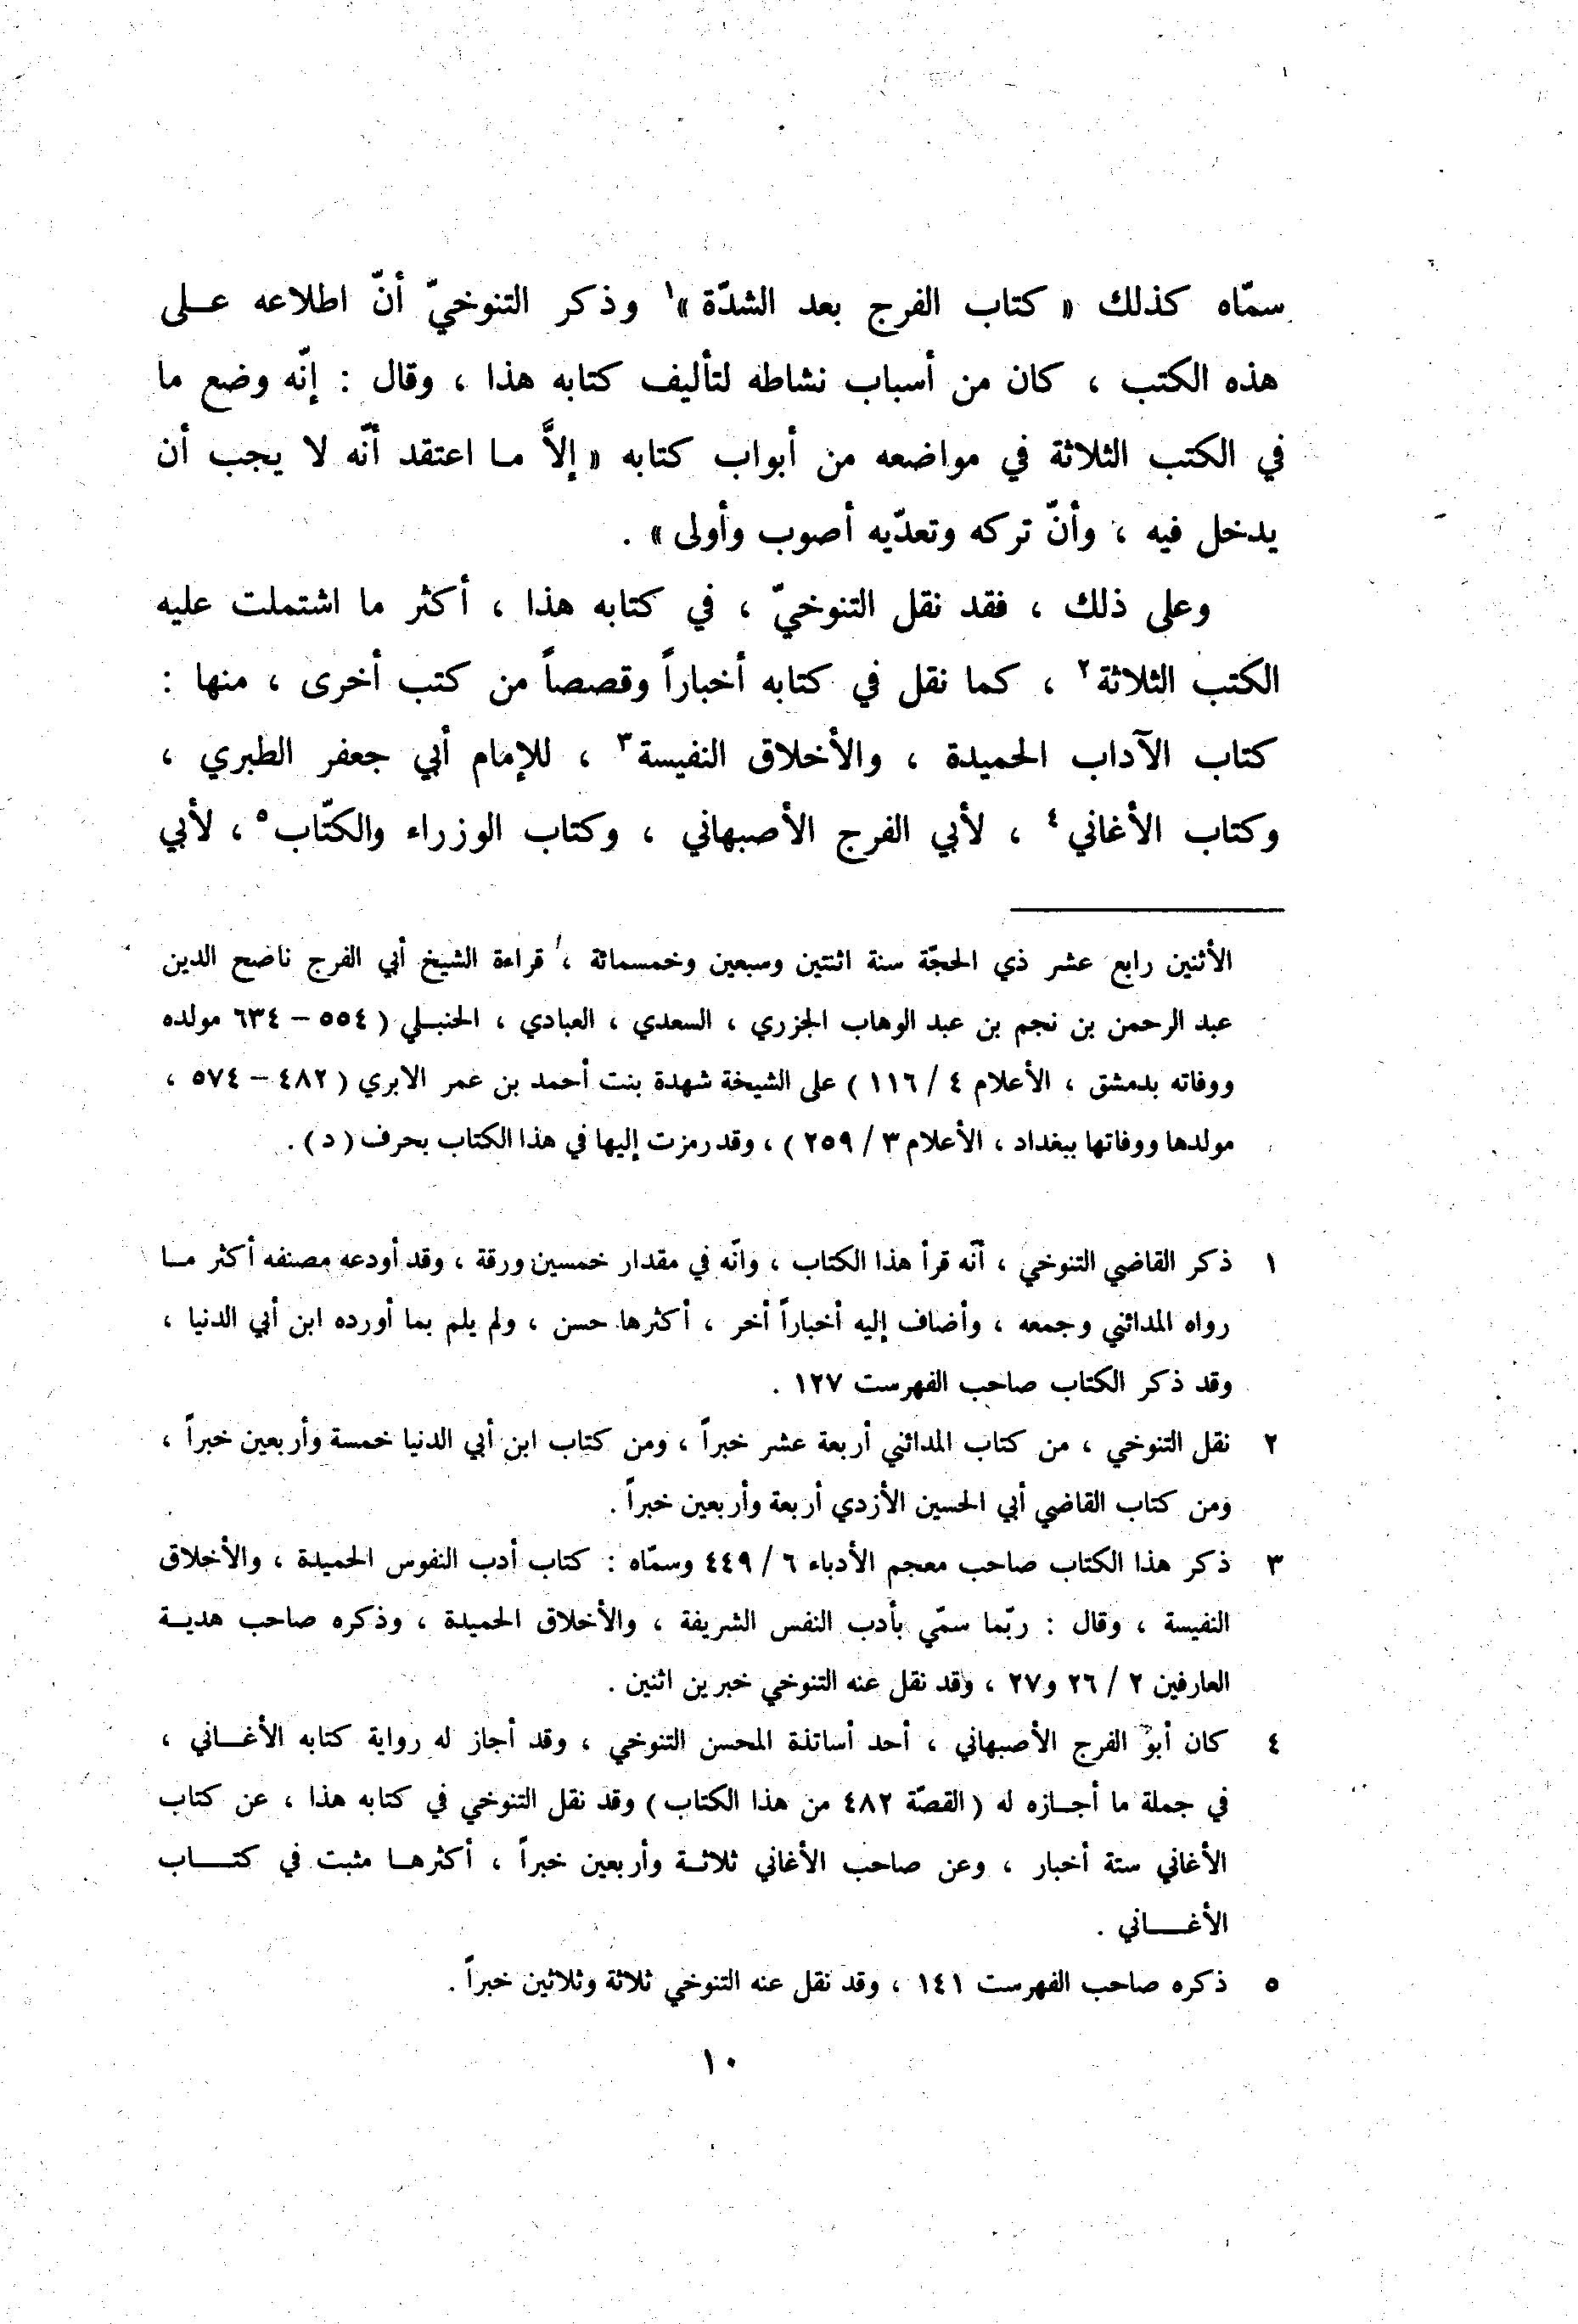 سمّاه كذلك « كتاب الفرج بعد الشدّة »١ وذكر التنوخيّ أنّ اطلاعه عـلى
هذه الكتب ، كان من أسباب نشاطه لتأليف كتابه هذا ، وقال : إنّه وضع ما
في الكتب الثلاثة في مواضعه من أبواب كتابه « إلاَّ مـا اعتقد أنّه لا يجب أن
يدخل فيه ، وأنّ تركه وتعدّيه أصوب وأولى » .
وعلى ذلك ، فقد نقل التنوخيّ ، في كتابه هذا ، أكثر ما اشتملت عليه
الكتب الثلاثة٢ ، كما نقل في كتابه أخباراً وقصصاً من كتب أخرى ، منها :
كتاب الآداب الحميدة ، والأخلاق النفيسة٣ ، للإمام أبي جعفر الطبري ،
وكتاب الأغاني٤ ، لأبي الفرج الأصبهاني ، وكتاب الوزراء والكتّاب٥ ، لأبي
الأثنين رابع عشر ذي الحجّة سنة اثنتين وسبعين وخمسمائة ، قراءة الشيخ أبي الفرج ناصح الدين
عبد الرحمن بن نجم بن عبد الوهاب الجزري ، السعدي ، العبادي ، الحنبـلي ( ٥٥٤ – ٦٣٤ مولده
ووفاته بدمشق ، الأعلام ٤ / ١١٦ ) على الشيخة شهدة بنت أحمد بن عمر الابري ( ٤٨٢ – ٥٧٤ ،
مولدها ووفاتها ببغداد ، الأعلام ٣ / ٢٥٩ ) ، وقد رمزت إليها في هذا الكتاب بحرف ( د ) .
١ ذكر القاضي التنوخي ، أنّه قرأ هذا الكتاب ، وانّه في مقدار خمسين ورقة ، وقد أودعه مصنفه أكثر مـا
رواه المدائني وجمعه ، وأضاف إليه أخباراً أخر ، أكثرها حسن ، ولم يلم بما أورده ابن أبي الدنيا ،
وقد ذكر الكتاب صاحب الفهرست ١٢٧ .
٢ نقل التنوخي ، من كتاب المدائني أربعة عشر خبراً ، ومن كتاب ابن أبي الدنيا خمسة وأربعين خبراً ،
ومن كتاب القاضي أبي الحسين الأزدي أربعة وأربعين خبراً .
٣ ذكر هذا الكتاب صاحب معجم الأدباء ٦ / ٤٤٩ وسمّاه : كتاب أدب النفوس الحميدة ، والأخلاق
النفيسة ، وقال : ربّما سمّي بأدب النفس الشريفة ، والأخلاق الحميدة ، وذكره صاحب هديـة
العارفين ٢ / ٢٦ و٢٧ ، وقد نقل عنه التنوخي خبرين اثنين .
٤ كان أبو الفرج الأصبهاني ، أحد أساتذة المحسن التنوخي ، وقد أجاز له رواية كتابه الأغـاني ،
في جملة ما أجـازه له ( القصّة ٤٨٢ من هذا الكتاب ) وقد نقل التنوخي في كتابه هذا ، عن كتاب
الأغاني ستة أخبار ، وعن صاحب الأغاني ثلاثـة وأربعين خبراً ، أكثرهـا مثبت في كتـاب
الأغـاني .
٥ ذكره صاحب الفهرست ١٤١ ، وقد نقل عنه التنوخي ثلاثة وثلاثين خبراً .
١٠